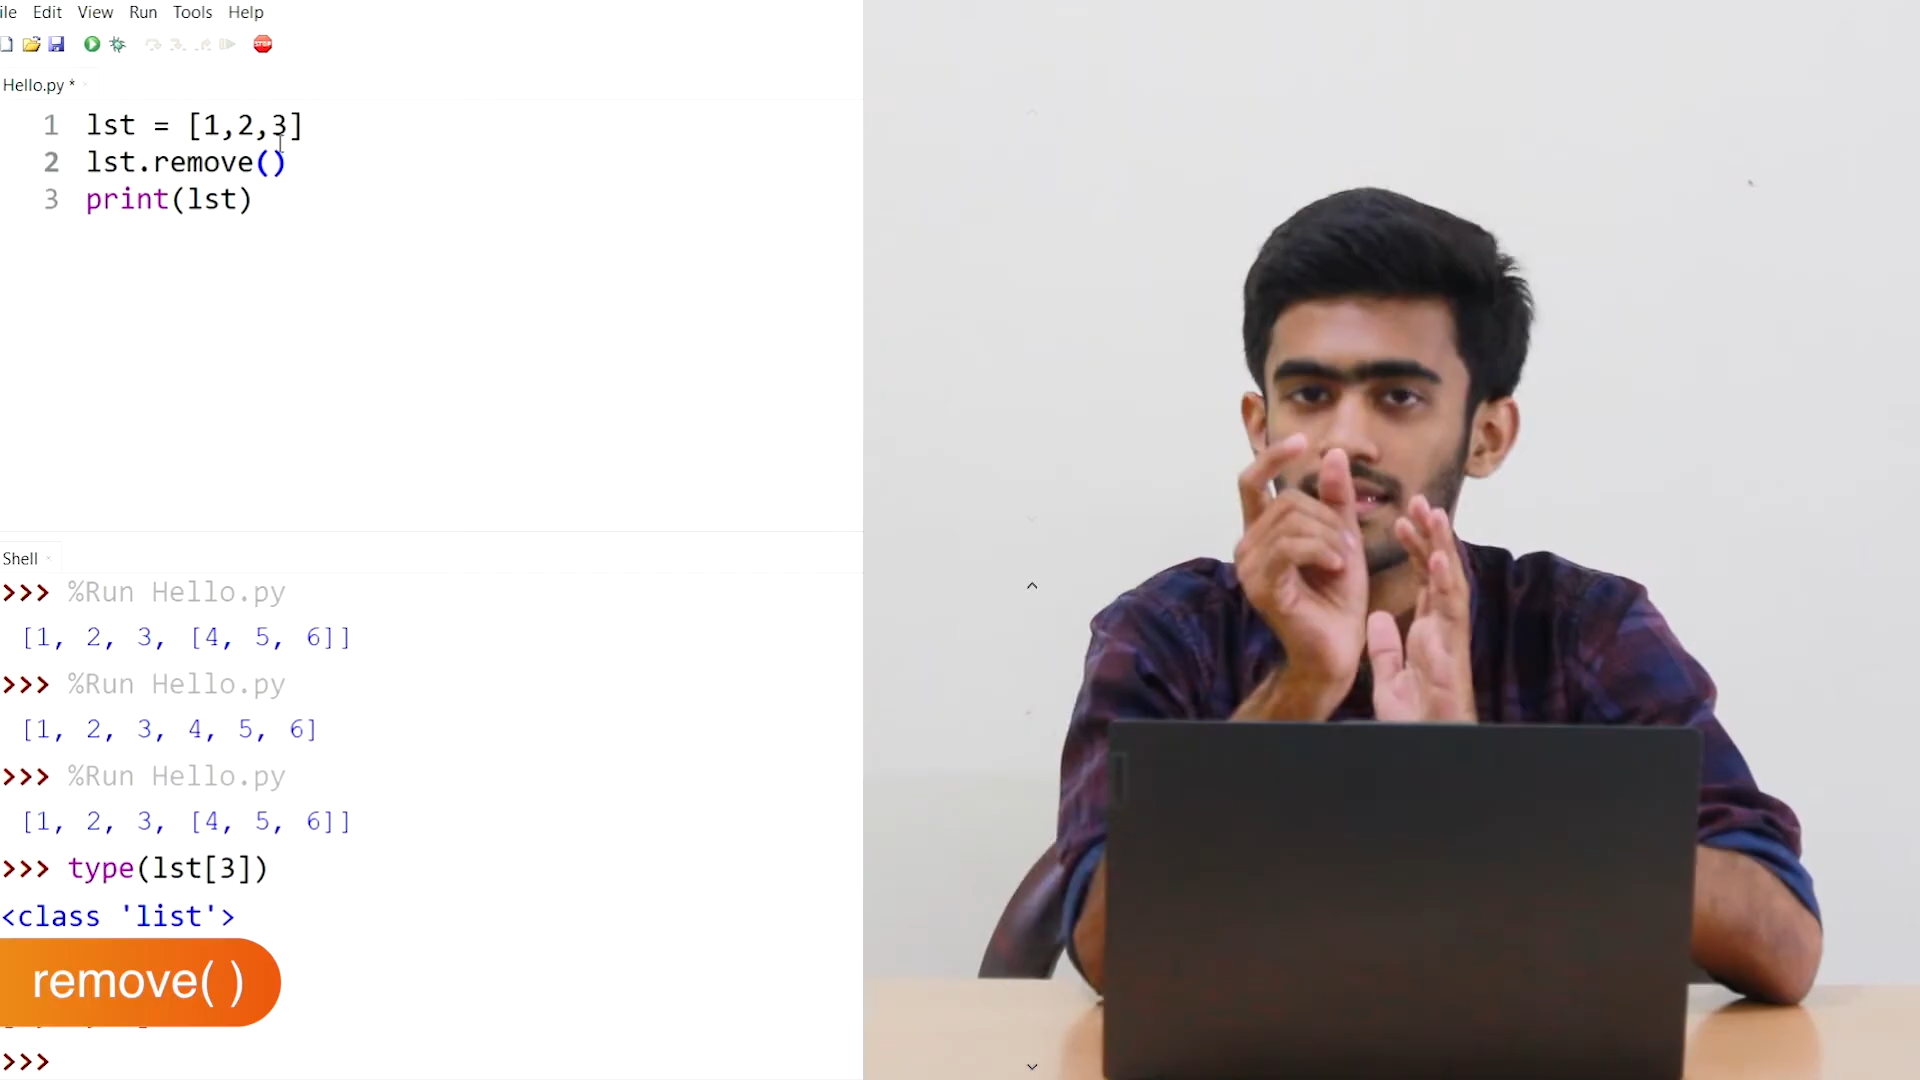 ile Edit View Run Tools Help
Hello.py *
1 lst = [1,2,3]
2 lst.remove()
3 print(lst)
Shell
>>> %Run Hello.py
[1, 2, 3, [4, 5, 6]]
>>> %Run Hello.py
[1, 2, 3, 4, 5, 6]
>>> %Run Hello.py
[1, 2, 3, [4, 5, 6]]
>>> type(lst[3])
<class 'list'>
remove( )
>>>